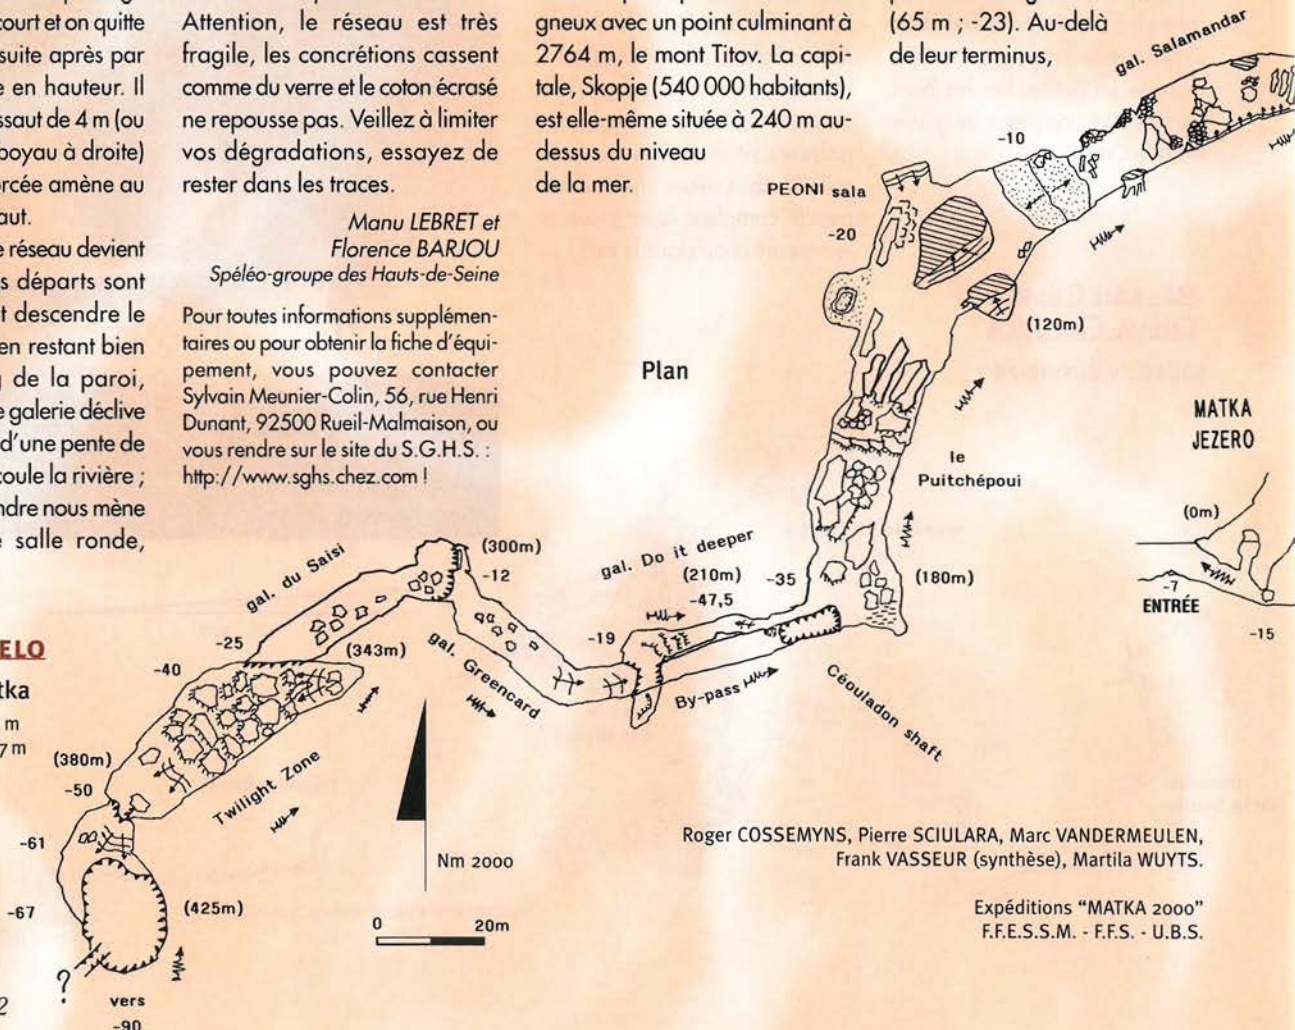 court et on quitte
suite après par
e en hauteur. Il
ssaut de 4 m (ou
boyau à droite)
orcée amène au
aut.
e réseau devient
s départs sont
t descendre le
en restant bien
de la paroi,
e galerie déclive
d'une pente de
coule la rivière ;
ndre nous mène
e salle ronde,
ELO
tka
m
7 m
Attention, le réseau est très
fragile, les concrétions cassent
comme du verre et le coton écrasé
ne repousse pas. Veillez à limiter
vos dégradations, essayez de
rester dans les traces.
Manu LEBRET et
Florence BARJOU
Spéléo-groupe des Hauts-de-Seine
Pour toutes informations supplémen-
taires ou pour obtenir la fiche d'équi-
pement, vous pouvez contacter
Sylvain Meunier-Colin, 56, rue Henri
Dunant, 92500 Rueil-Malmaison, ou
vous rendre sur le site du S.G.H.S. :
http://www.sghs.chez.com !
gneux avec un point culminant à
2764 m, le mont Titov. La capi-
tale, Skopje (540 000 habitants),
est elle-même située à 240 m au-
dessus du niveau
de la mer.
(65 m ; -23). Au-delà
de leur terminus,
gal. Salamandar
-10
PEONI sala
-20
(120m)
Plan
MATKA
JEZERO
le
Puitchépoui
(0m)
-7
ENTRÉE
-15
gal. du Saisi
(300m)
-12
gal. Do it deeper
(210m)
-47,5
-35
(180m)
-19
-25
-40
(343m)
gal. Greencard
By-pass
Céouladon shaft
(380m)
-50
Twilight Zone
-61
-67
(425m)
?
vers
-90
Nm 2000
0
20m
Roger COSSEMYNS, Pierre SCIULARA, Marc VANDERMEULEN,
Frank VASSEUR (synthèse), Martila WUYTS.
Expéditions "MATKA 2000"
F.F.E.S.S.M. - F.F.S. - U.B.S.
2